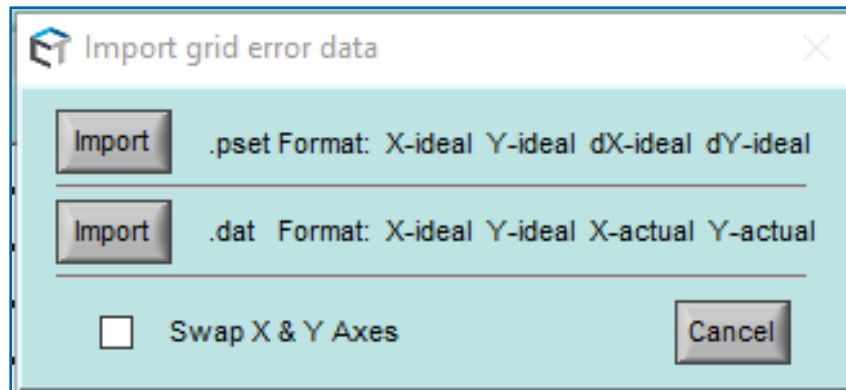 Import grid error data
Import .pset Format: X-ideal Y-ideal dX-ideal dY-ideal
Import .dat Format: X-ideal Y-ideal X-actual Y-actual
Swap X & Y Axes Cancel